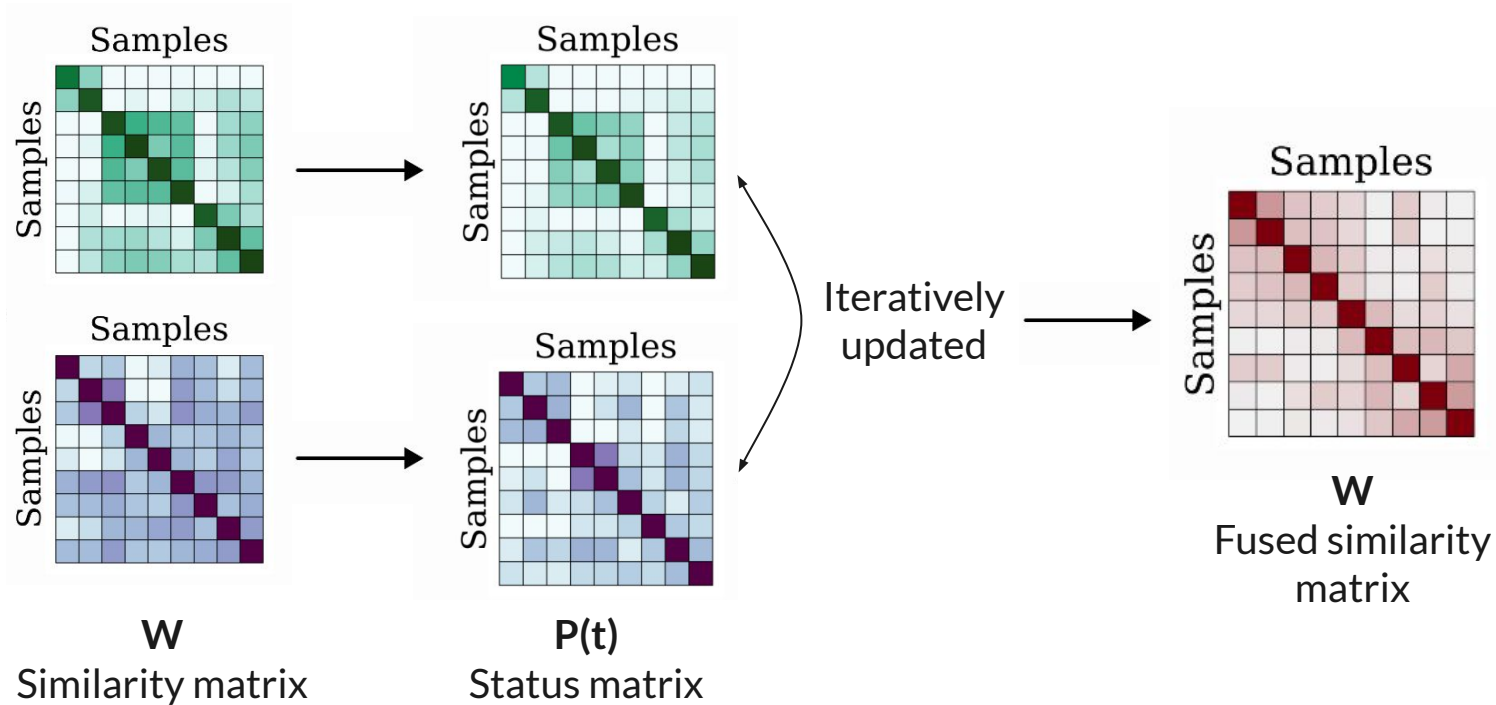 Samples
Samples
Samples
Samples
Samples
Samples
Samples
Samples
W
Similarity matrix
P(t)
Status matrix
Iteratively
updated
Samples
Samples
W
Fused similarity
matrix